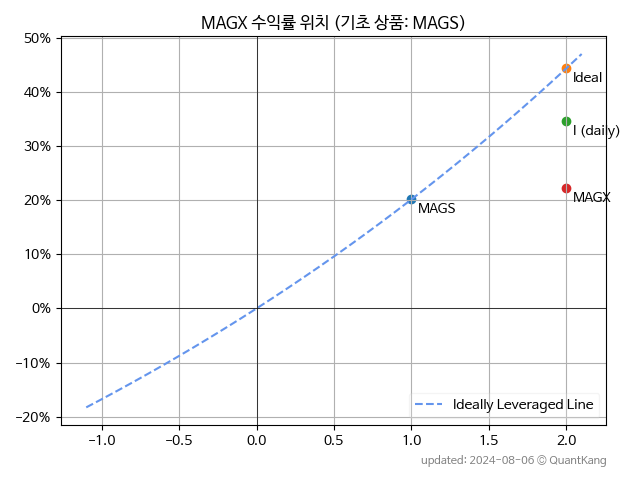 MAGX 수익률 위치 (기초 상품: MAGS)
50%
40%
30%
20%
10%
0%
−10%
−20%
Ideal
I (daily)
MAGX
MAGS
Ideally Leveraged Line
−1.0 −0.5 0.0 0.5 1.0 1.5 2.0
updated: 2024-08-06 © QuantKang